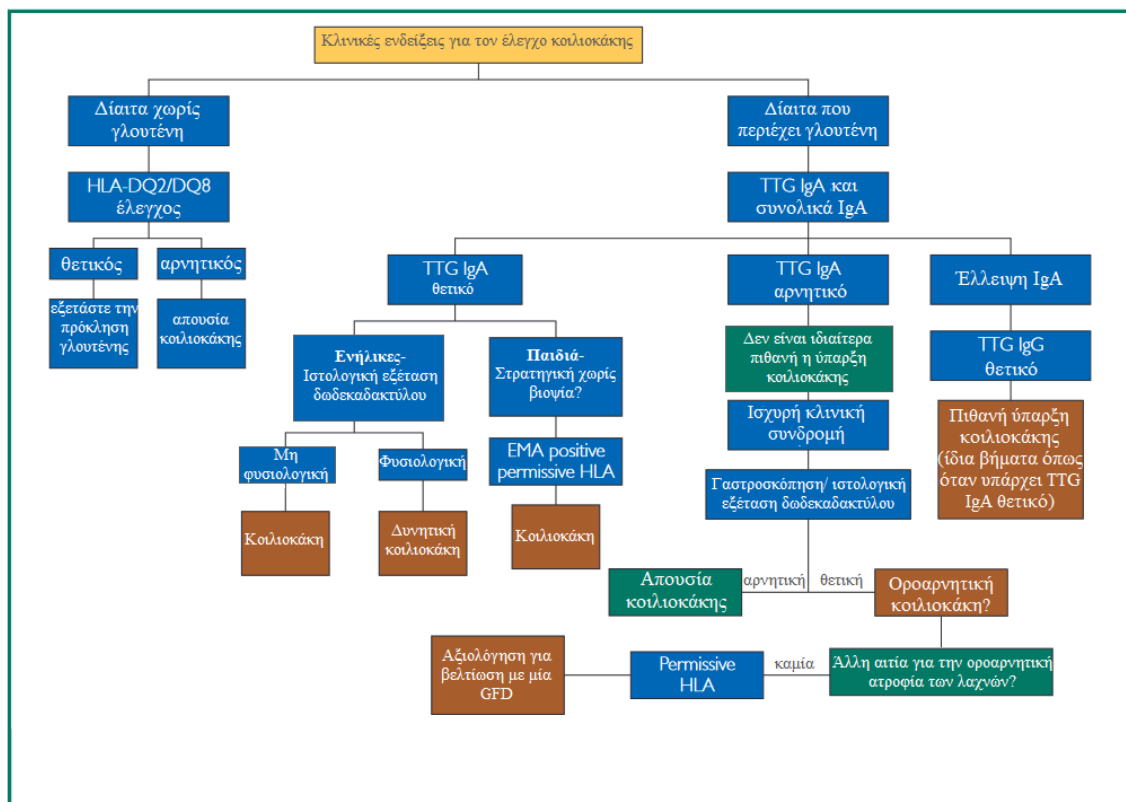 Κλινικές ενδείξεις για τον έλεγχο κοιλιοκάκης
Δίαιτα χωρίς
γλουτένη
Δίαιτα που
περιέχει γλουτένη
HLA-DQ2/DQ8
έλεγχος
TTG IgA και
συνολικά IgA
θετικός
αρνητικός
TTG IgA
θετικό
TTG IgA
αρνητικό
Έλλειψη IgA
εξετάστε την
πρόκληση
γλουτένης
απουσία
κοιλιοκάκης
Ενήλικες-
Ιστολογική εξέταση
δωδεκαδακτύλου
Παιδιά-
Στρατηγική χωρίς
βιοψία?
Δεν είναι ιδιαίτερα
πιθανή η ύπαρξη
κοιλιοκάκης
TTG IgG
θετικό
Μη
φυσιολογική
Φυσιολογική
EMA positive
permissive HLA
Ισχυρή κλινική
συνδρομή
Πιθανή ύπαρξη
κοιλιοκάκης
(ίδια βήματα όπως
όταν υπάρχει TTG
IgA θετικό)
Κοιλιοκάκη
Δυνητική
κοιλιοκάκη
Κοιλιοκάκη
Γαστροσκόπηση/ ιστολογική
εξέταση δωδεκαδακτύλου
Απουσία
κοιλιοκάκης
αρνητική
θετική
Οροαρνητική
κοιλιοκάκη?
Αξιολόγηση για
βελτίωση με μία
GFD
Permissive
HLA
καμία
Άλλη αιτία για την οροαρνητική
ατροφία των λαχνών?